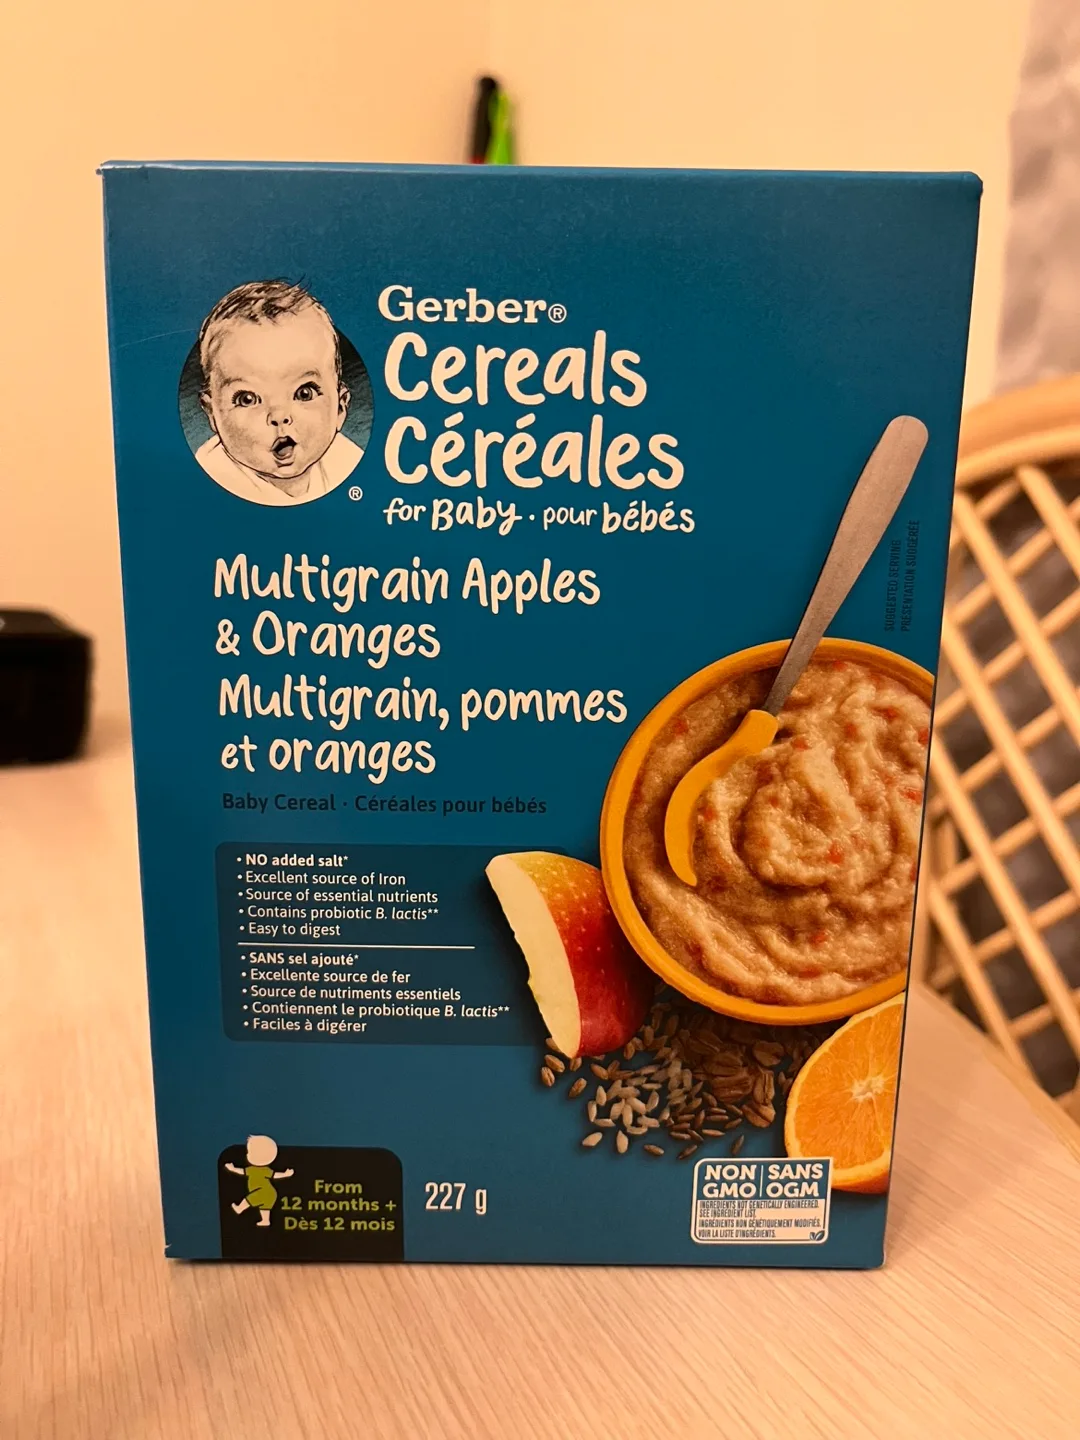 Gerber®
Cereals
Céréales
for Baby · pour bébés
®
Multigrain Apples
& Oranges
Multigrain, pommes
et oranges
Baby Cereal · Céréales pour bébés
• NO added salt*
• Excellent source of Iron
• Source of essential nutrients
• Contains probiotic B. lactis**
• Easy to digest
• SANS sel ajouté*
• Excellente source de fer
• Source de nutriments essentiels
• Contiennent le probiotique B. lactis**
• Faciles à digérer
SUGGESTED SERVING
PRÉSENTATION SUGGÉRÉE
From
12 months +
Dès 12 mois
227 g
NON | SANS
GMO | OGM
INGREDIENTS NOT GENETICALLY ENGINEERED.
SEE INGREDIENT LIST.
INGRÉDIENTS NON GÉNÉTIQUEMENT MODIFIÉS.
VOIR LA LISTE D'INGRÉDIENTS.